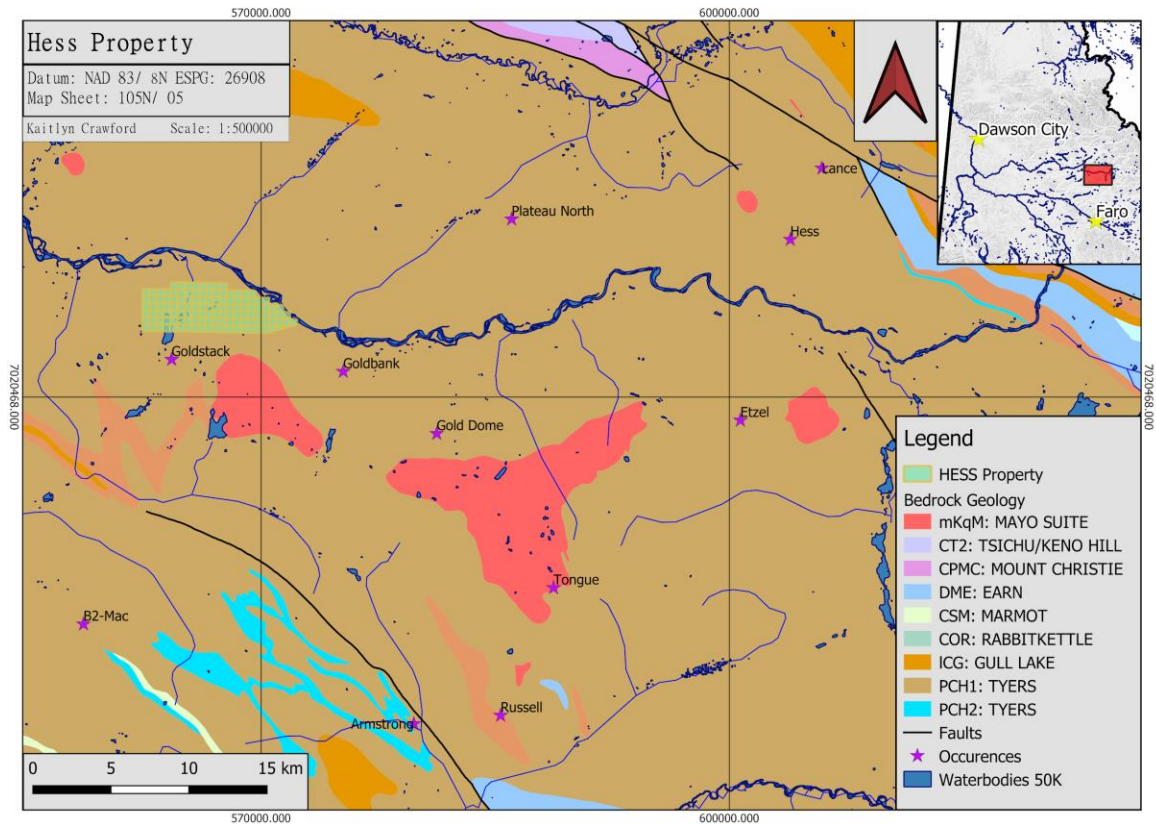 570000.000
600000.000
Hess Property
Datum: NAD 83/ 8N ESPG: 26908
Map Sheet: 105N/ 05
Kaitlyn Crawford Scale: 1:500000
Dawson City
Faro
Lance
Plateau North
Hess
Goldstack
Goldbank
7020468.000
7020468.000
Etzel
Gold Dome
Tongue
B2-Mac
Russell
Armstrong
Legend
HESS Property
Bedrock Geology
mKqM: MAYO SUITE
CT2: TSICHU/KENO HILL
CPMC: MOUNT CHRISTIE
DME: EARN
CSM: MARMOT
COR: RABBITKETTLE
ICG: GULL LAKE
PCH1: TYERS
PCH2: TYERS
Faults
Occurences
Waterbodies 50K
0 5 10 15 km
570000.000
600000.000